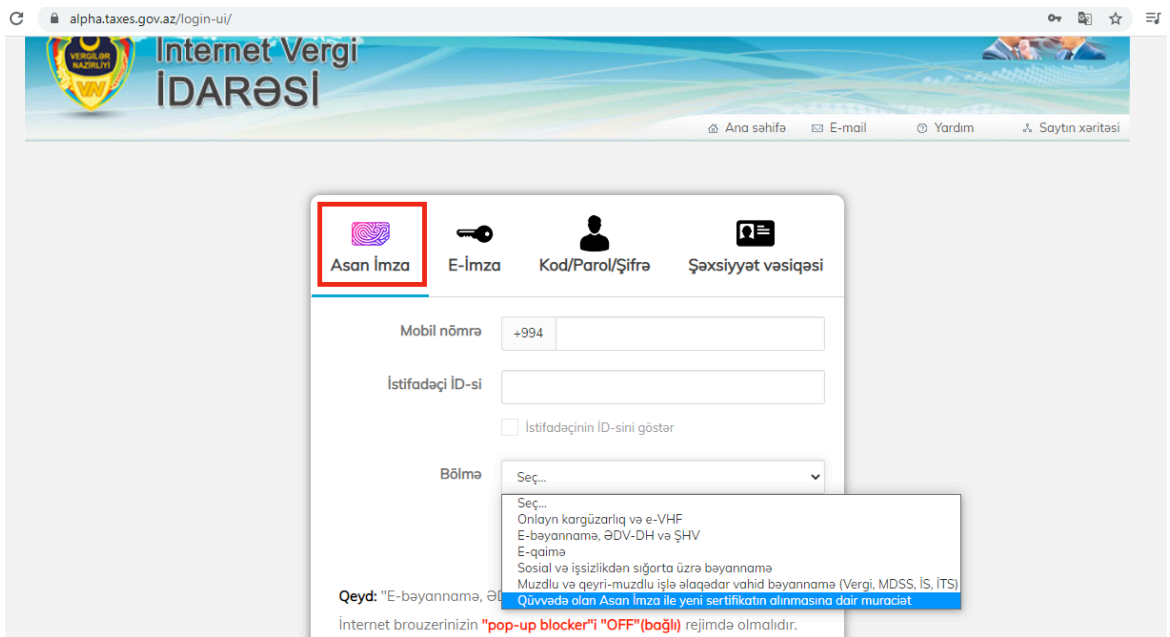 alpha.taxes.gov.az/login-ui/
VERGİLƏR
NAZİRLİYİ
VN
İnternet Vergi
İDARƏSİ
Ana səhifə E-mail Yardım Saytın xəritəsi
Asan İmza E-İmza Kod/Parol/Şifrə Şəxsiyyət vəsiqəsi
Mobil nömrə +994
İstifadəçi İD-si
İstifadəçinin İD-sini göstər
Bölmə Seç...
Seç...
Onlayn kargüzarlıq və e-VHF
E-bəyannamə, ƏDV-DH və ŞHV
E-qaimə
Sosial və işsizlikdən sığorta üzrə bəyannamə
Muzdlu və qeyri-muzdlu işlə əlaqədar vahid bəyannamə (Vergi, MDSS, İS, İTS)
Qüvvədə olan Asan İmza ile yeni sertifikatın alınmasına dair muraciət
Qeyd: "E-bəyannamə,
İnternet brouzerinizin "pop-up blocker"i "OFF"(bağlı) rejimdə olmalıdır.